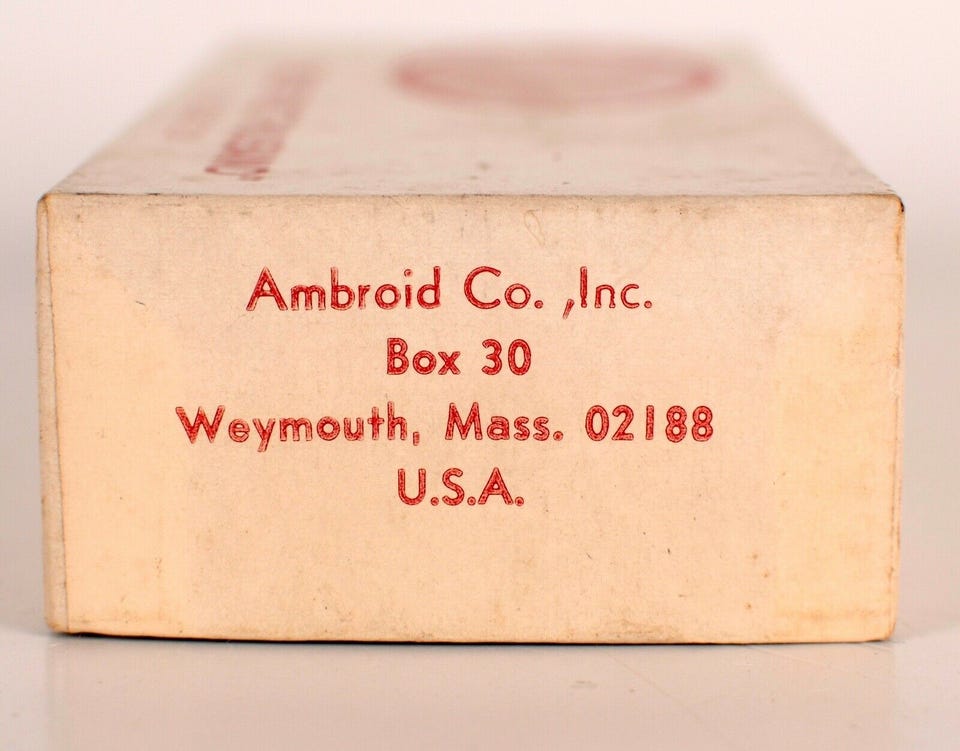 Ambroid Co. ,Inc.
Box 30
Weymouth, Mass. 02188
U.S.A.